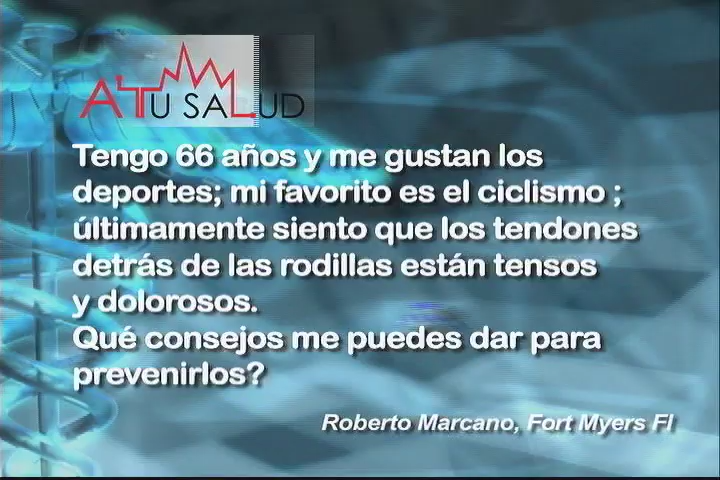 A Tu SALUD
Tengo 66 años y me gustan los
deportes; mi favorito es el ciclismo ;
últimamente siento que los tendones
detrás de las rodillas están tensos
y dolorosos.
Qué consejos me puedes dar para
prevenirlos?
Roberto Marcano, Fort Myers Fl